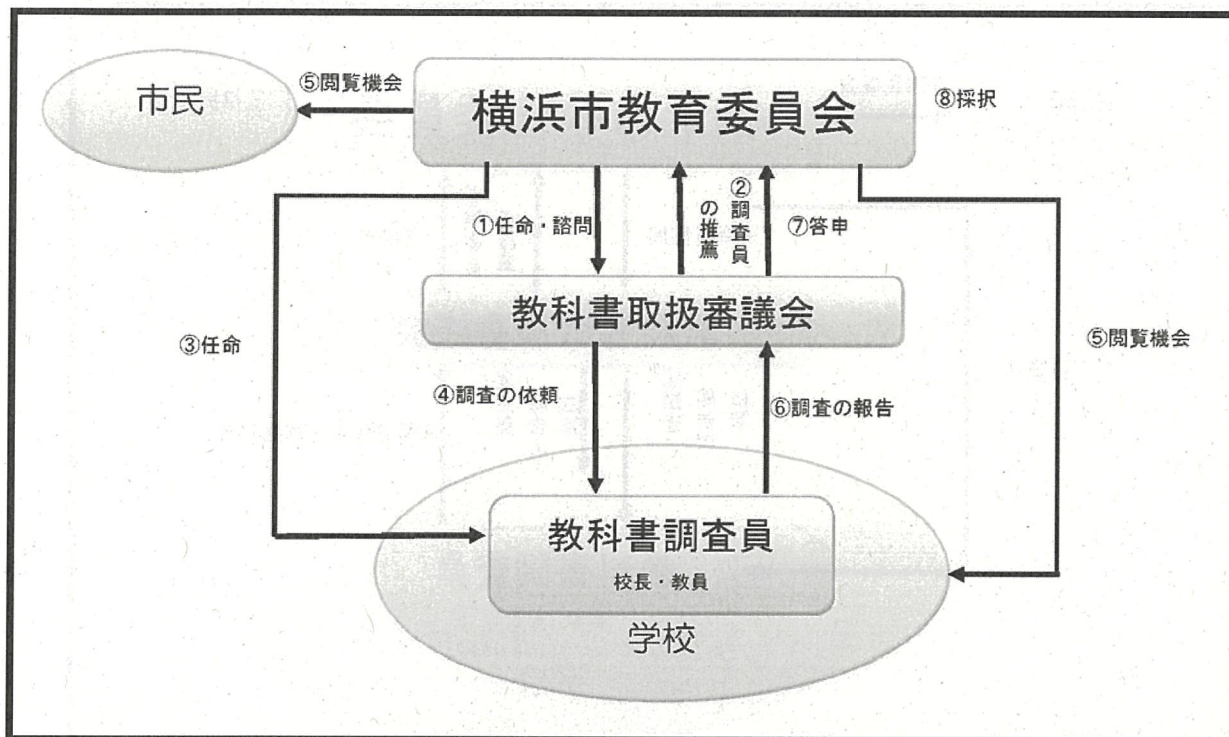 市民
⑤閲覧機会
横浜市教育委員会
⑧採択
①任命・諮問
②調査員
の推薦
⑦答申
教科書取扱審議会
③任命
⑤閲覧機会
④調査の依頼
⑥調査の報告
教科書調査員
校長・教員
学校